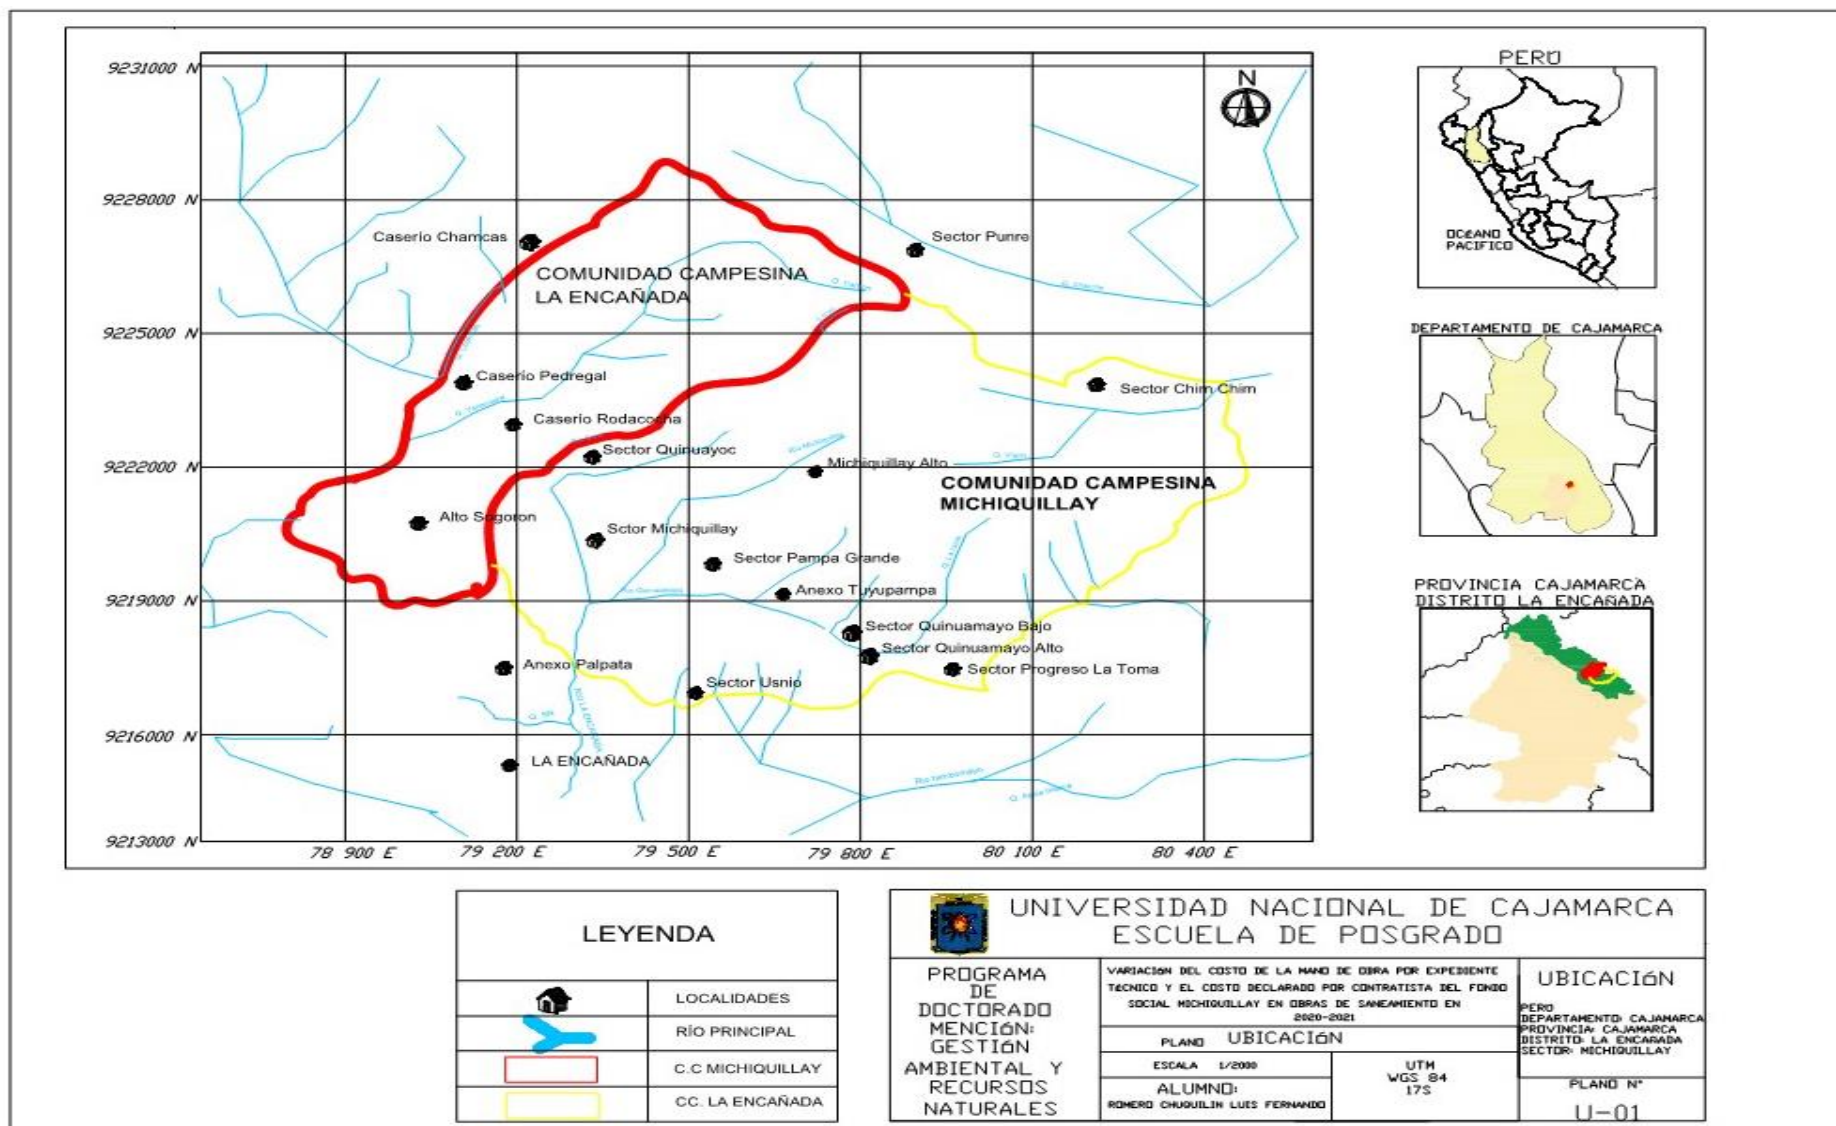 9231000 N
9228000 N
9225000 N
9222000 N
9219000 N
9216000 N
9213000 N
78 900 E
79 200 E
79 500 E
79 800 E
80 100 E
80 400 E
N
Caserío Chamcas
Sector Punre
COMUNIDAD CAMPESINA
LA ENCAÑADA
Caserío Pedregal
Sector Chim Chim
Caserío Rodacocha
Sector Quinuayoc
Michiquillay Alto
COMUNIDAD CAMPESINA
MICHIQUILLAY
Alto Sogoron
Sctor Michiquillay
Sector Pampa Grande
Anexo Tuyupampa
Sector Quinuamayo Bajo
Sector Quinuamayo Alto
Sector Progreso La Toma
Anexo Palpata
Sector Usnio
RIO LA ENCAÑADA
LA ENCAÑADA
PERÚ
OCÉANO
PACIFICO
DEPARTAMENTO DE CAJAMARCA
PROVINCIA CAJAMARCA
DISTRITO LA ENCAÑADA
LEYENDA
LOCALIDADES
RÍO PRINCIPAL
C.C MICHIQUILLAY
CC. LA ENCAÑADA
UNIVERSIDAD NACIONAL DE CAJAMARCA
ESCUELA DE POSGRADO
PROGRAMA
DE
DOCTORADO
MENCIÓN:
GESTIÓN
AMBIENTAL Y
RECURSOS
NATURALES
VARIACIÓN DEL COSTO DE LA MANO DE OBRA POR EXPEDIENTE
TÉCNICO Y EL COSTO DECLARADO POR CONTRATISTA DEL FONDO
SOCIAL MICHIQUILLAY EN OBRAS DE SANEAMIENTO EN
2020-2021
PLANO UBICACIÓN
ESCALA 1/2000
ALUMNO:
ROMERO CHUQUILIN LUIS FERNANDO
UTM
WGS 84
17S
UBICACIÓN
PERU
DEPARTAMENTO: CAJAMARCA
PROVINCIA: CAJAMARCA
DISTRITO: LA ENCAÑADA
SECTOR: MICHIQUILLAY
PLANO N°
U-01